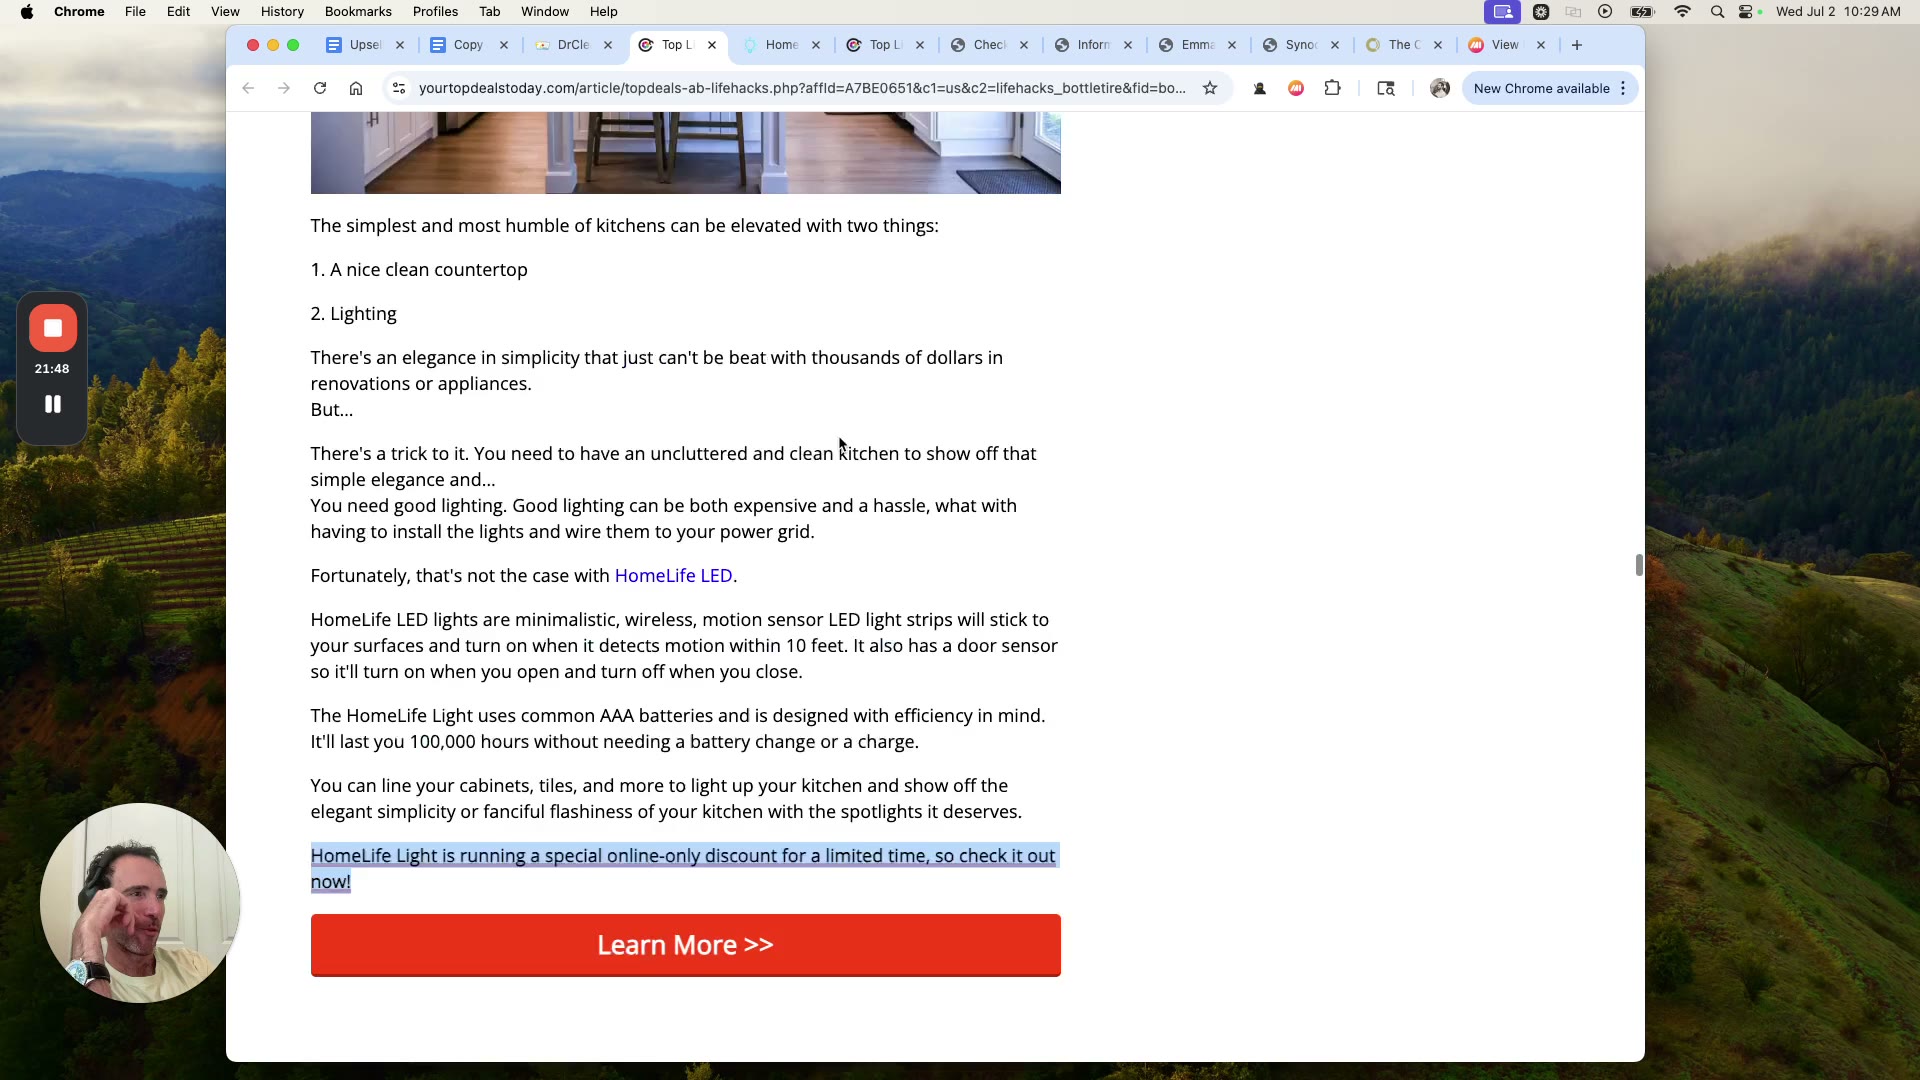 Chrome File Edit View History Bookmarks Profiles Tab Window Help Wed Jul 2 10:29 AM
Upsel Copy DrCle Top Li Home Top Li Check Inform Emma Syno The C View
yourtopdealstoday.com/article/topdeals-ab-lifehacks.php?affId=A7BE0651&c1=us&c2=lifehacks_bottletire&fid=bo... New Chrome available
The simplest and most humble of kitchens can be elevated with two things:
1. A nice clean countertop
2. Lighting
There's an elegance in simplicity that just can't be beat with thousands of dollars in
renovations or appliances.
But...
There's a trick to it. You need to have an uncluttered and clean kitchen to show off that
simple elegance and...
You need good lighting. Good lighting can be both expensive and a hassle, what with
having to install the lights and wire them to your power grid.
Fortunately, that's not the case with HomeLife LED.
HomeLife LED lights are minimalistic, wireless, motion sensor LED light strips will stick to
your surfaces and turn on when it detects motion within 10 feet. It also has a door sensor
so it'll turn on when you open and turn off when you close.
The HomeLife Light uses common AAA batteries and is designed with efficiency in mind.
It'll last you 100,000 hours without needing a battery change or a charge.
You can line your cabinets, tiles, and more to light up your kitchen and show off the
elegant simplicity or fanciful flashiness of your kitchen with the spotlights it deserves.
HomeLife Light is running a special online-only discount for a limited time, so check it out
now!
Learn More >>
21:48